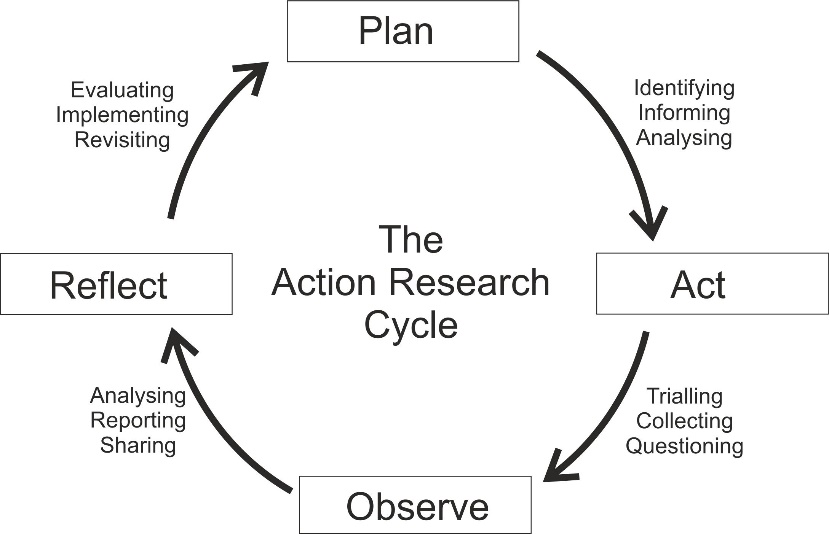 Plan
Identifying
Informing
Analysing
Act
Trialling
Collecting
Questioning
Observe
Analysing
Reporting
Sharing
Reflect
Evaluating
Implementing
Revisiting
The
Action Research
Cycle